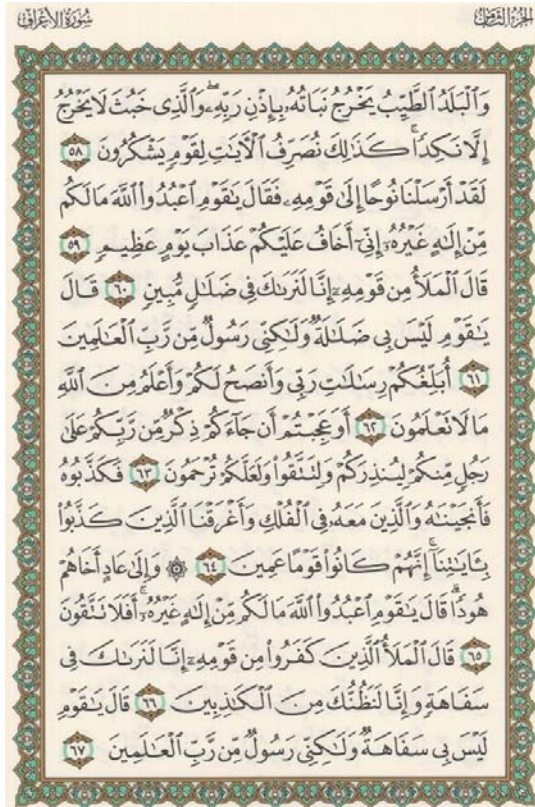 سُورَةُ الأَعْرَافِ
الجُزْءُ الثَّامِنُ
وَٱلْبَلَدُ ٱلطَّيِّبُ يَخْرُجُ نَبَاتُهُۥ بِإِذْنِ رَبِّهِۦ ۖ وَٱلَّذِى خَبُثَ لَا يَخْرُجُ
إِلَّا نَكِدًا ۚ كَذَٰلِكَ نُصَرِّفُ ٱلْءَايَٰتِ لِقَوْمٍ يَشْكُرُونَ ٥٨
لَقَدْ أَرْسَلْنَا نُوحًا إِلَىٰ قَوْمِهِۦ فَقَالَ يَٰقَوْمِ ٱعْبُدُوا۟ ٱللَّهَ مَا لَكُم
مِّنْ إِلَٰهٍ غَيْرُهُۥٓ إِنِّىٓ أَخَافُ عَلَيْكُمْ عَذَابَ يَوْمٍ عَظِيمٍ ٥٩
قَالَ ٱلْمَلَأُ مِن قَوْمِهِۦٓ إِنَّا لَنَرَىٰكَ فِى ضَلَٰلٍ مُّبِينٍ ٦٠ قَالَ
يَٰقَوْمِ لَيْسَ بِى ضَلَٰلَةٌ وَلَٰكِنِّى رَسُولٌ مِّن رَّبِّ ٱلْعَٰلَمِينَ
٦١ أُبَلِّغُكُمْ رِسَٰلَٰتِ رَبِّى وَأَنصَحُ لَكُمْ وَأَعْلَمُ مِنَ ٱللَّهِ
مَا لَا تَعْلَمُونَ ٦٢ أَوَعَجِبْتُمْ أَن جَآءَكُمْ ذِكْرٌ مِّن رَّبِّكُمْ عَلَىٰ
رَجُلٍ مِّنكُمْ لِيُنذِرَكُمْ وَلِتَتَّقُوا۟ وَلَعَلَّكُمْ تُرْحَمُونَ ٦٣ فَكَذَّبُوهُ
فَأَنجَيْنَٰهُ وَٱلَّذِينَ مَعَهُۥ فِى ٱلْفُلْكِ وَأَغْرَقْنَا ٱلَّذِينَ كَذَّبُوا۟
بِـَٔايَٰتِنَآ ۚ إِنَّهُمْ كَانُوا۟ قَوْمًا عَمِينَ ٦٤ ۞ وَإِلَىٰ عَادٍ أَخَاهُمْ
هُودًا ۗ قَالَ يَٰقَوْمِ ٱعْبُدُوا۟ ٱللَّهَ مَا لَكُم مِّنْ إِلَٰهٍ غَيْرُهُۥٓ ۚ أَفَلَا تَتَّقُونَ
٦٥ قَالَ ٱلْمَلَأُ ٱلَّذِينَ كَفَرُوا۟ مِن قَوْمِهِۦٓ إِنَّا لَنَرَىٰكَ فِى
سَفَاهَةٍ وَإِنَّا لَنَظُنُّكَ مِنَ ٱلْكَٰذِبِينَ ٦٦ قَالَ يَٰقَوْمِ
لَيْسَ بِى سَفَاهَةٌ وَلَٰكِنِّى رَسُولٌ مِّن رَّبِّ ٱلْعَٰلَمِينَ ٦٧